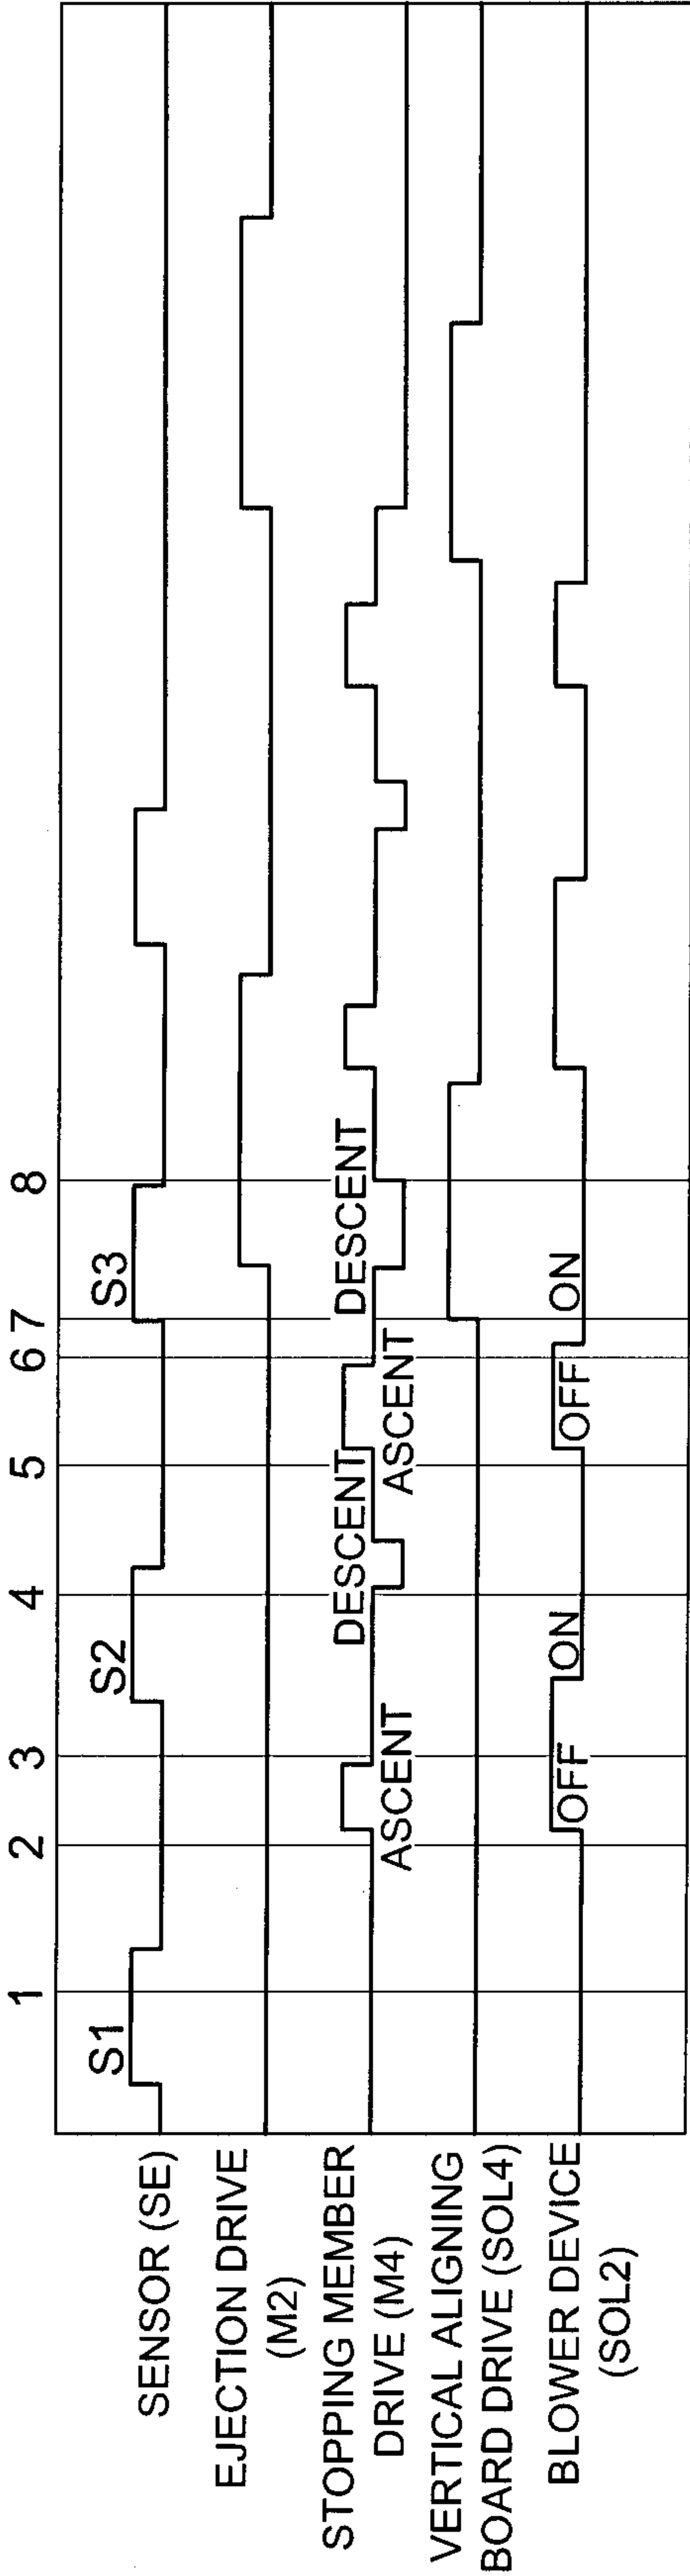 1 2 3 4 5 6 7 8
SENSOR (SE)
S1 S2 S3
EJECTION DRIVE
(M2)
STOPPING MEMBER
DRIVE (M4)
ASCENT DESCENT ASCENT DESCENT
VERTICAL ALIGNING
BOARD DRIVE (SOL4)
BLOWER DEVICE
(SOL2)
OFF ON OFF ON